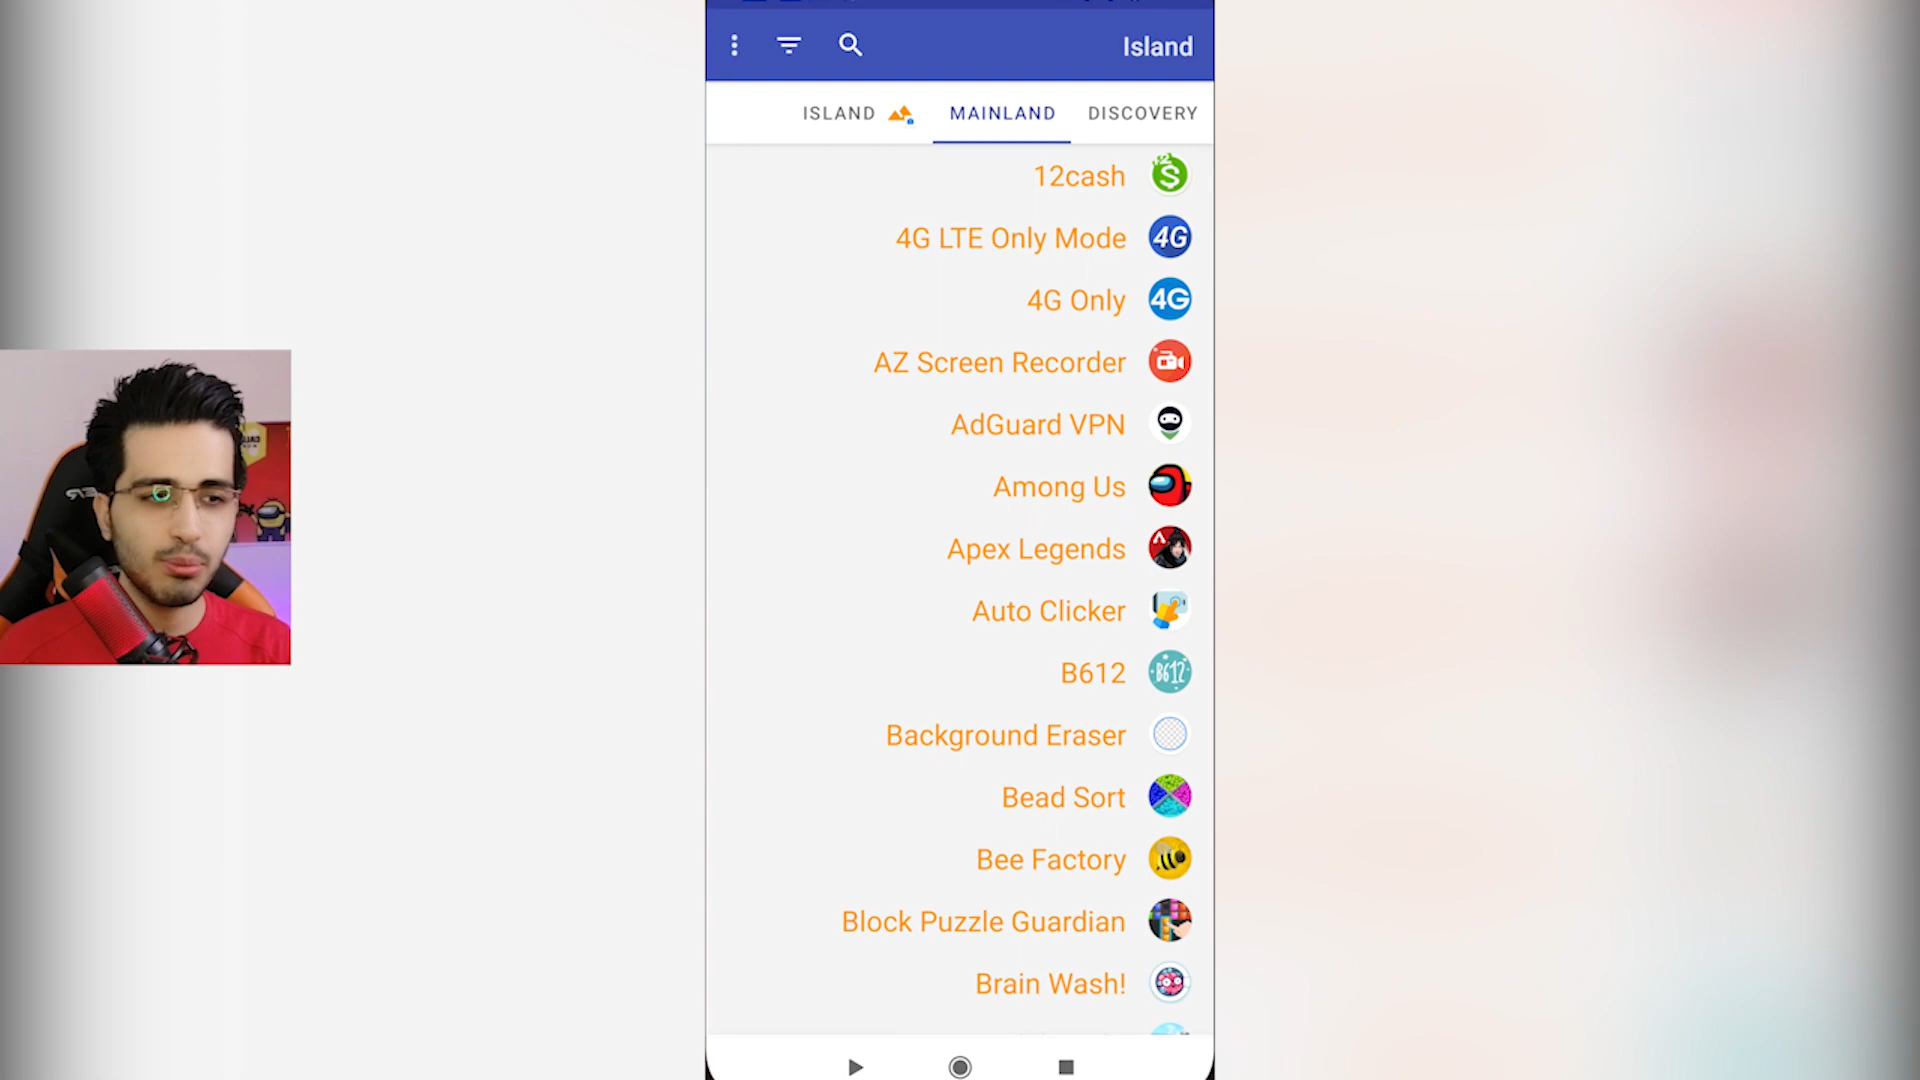 Island
ISLAND MAINLAND DISCOVERY
12cash
4G LTE Only Mode 4G
4G Only 4G
AZ Screen Recorder
AdGuard VPN
Among Us
Apex Legends
Auto Clicker
B612 B612
Background Eraser
Bead Sort
Bee Factory
Block Puzzle Guardian
Brain Wash!